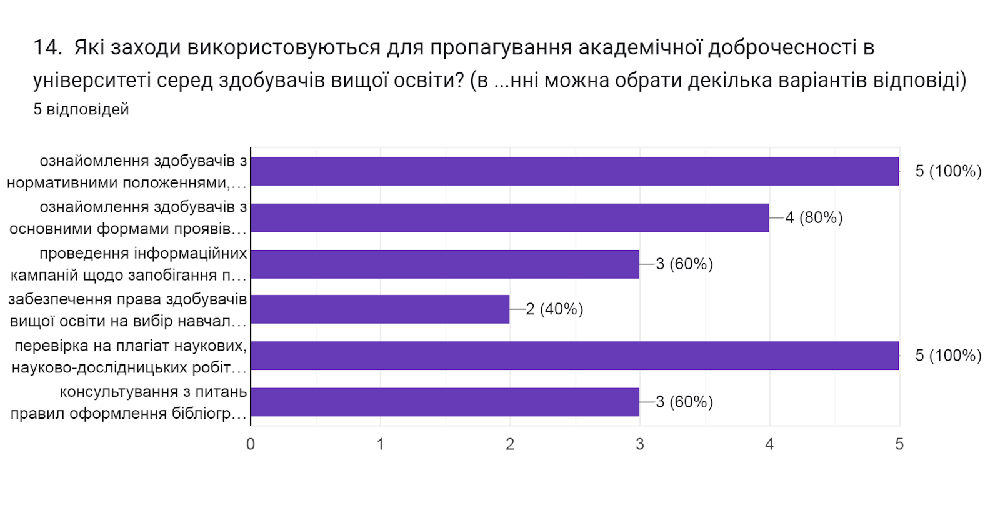 14.  Які заходи використовуються для пропагування академічної доброчесності в
університеті серед здобувачів вищої освіти? (в ...нні можна обрати декілька варіантів відповіді)
5 відповідей
ознайомлення здобувачів з
нормативними положеннями,…
5 (100%)
ознайомлення здобувачів з
основними формами проявів…
4 (80%)
проведення інформаційних
кампаній щодо запобігання п…
3 (60%)
забезпечення права здобувачів
вищої освіти на вибір навчал…
2 (40%)
перевірка на плагіат наукових,
науково-дослідницьких робіт…
5 (100%)
консультування з питань
правил оформлення бібліогр…
3 (60%)
0 1 2 3 4 5